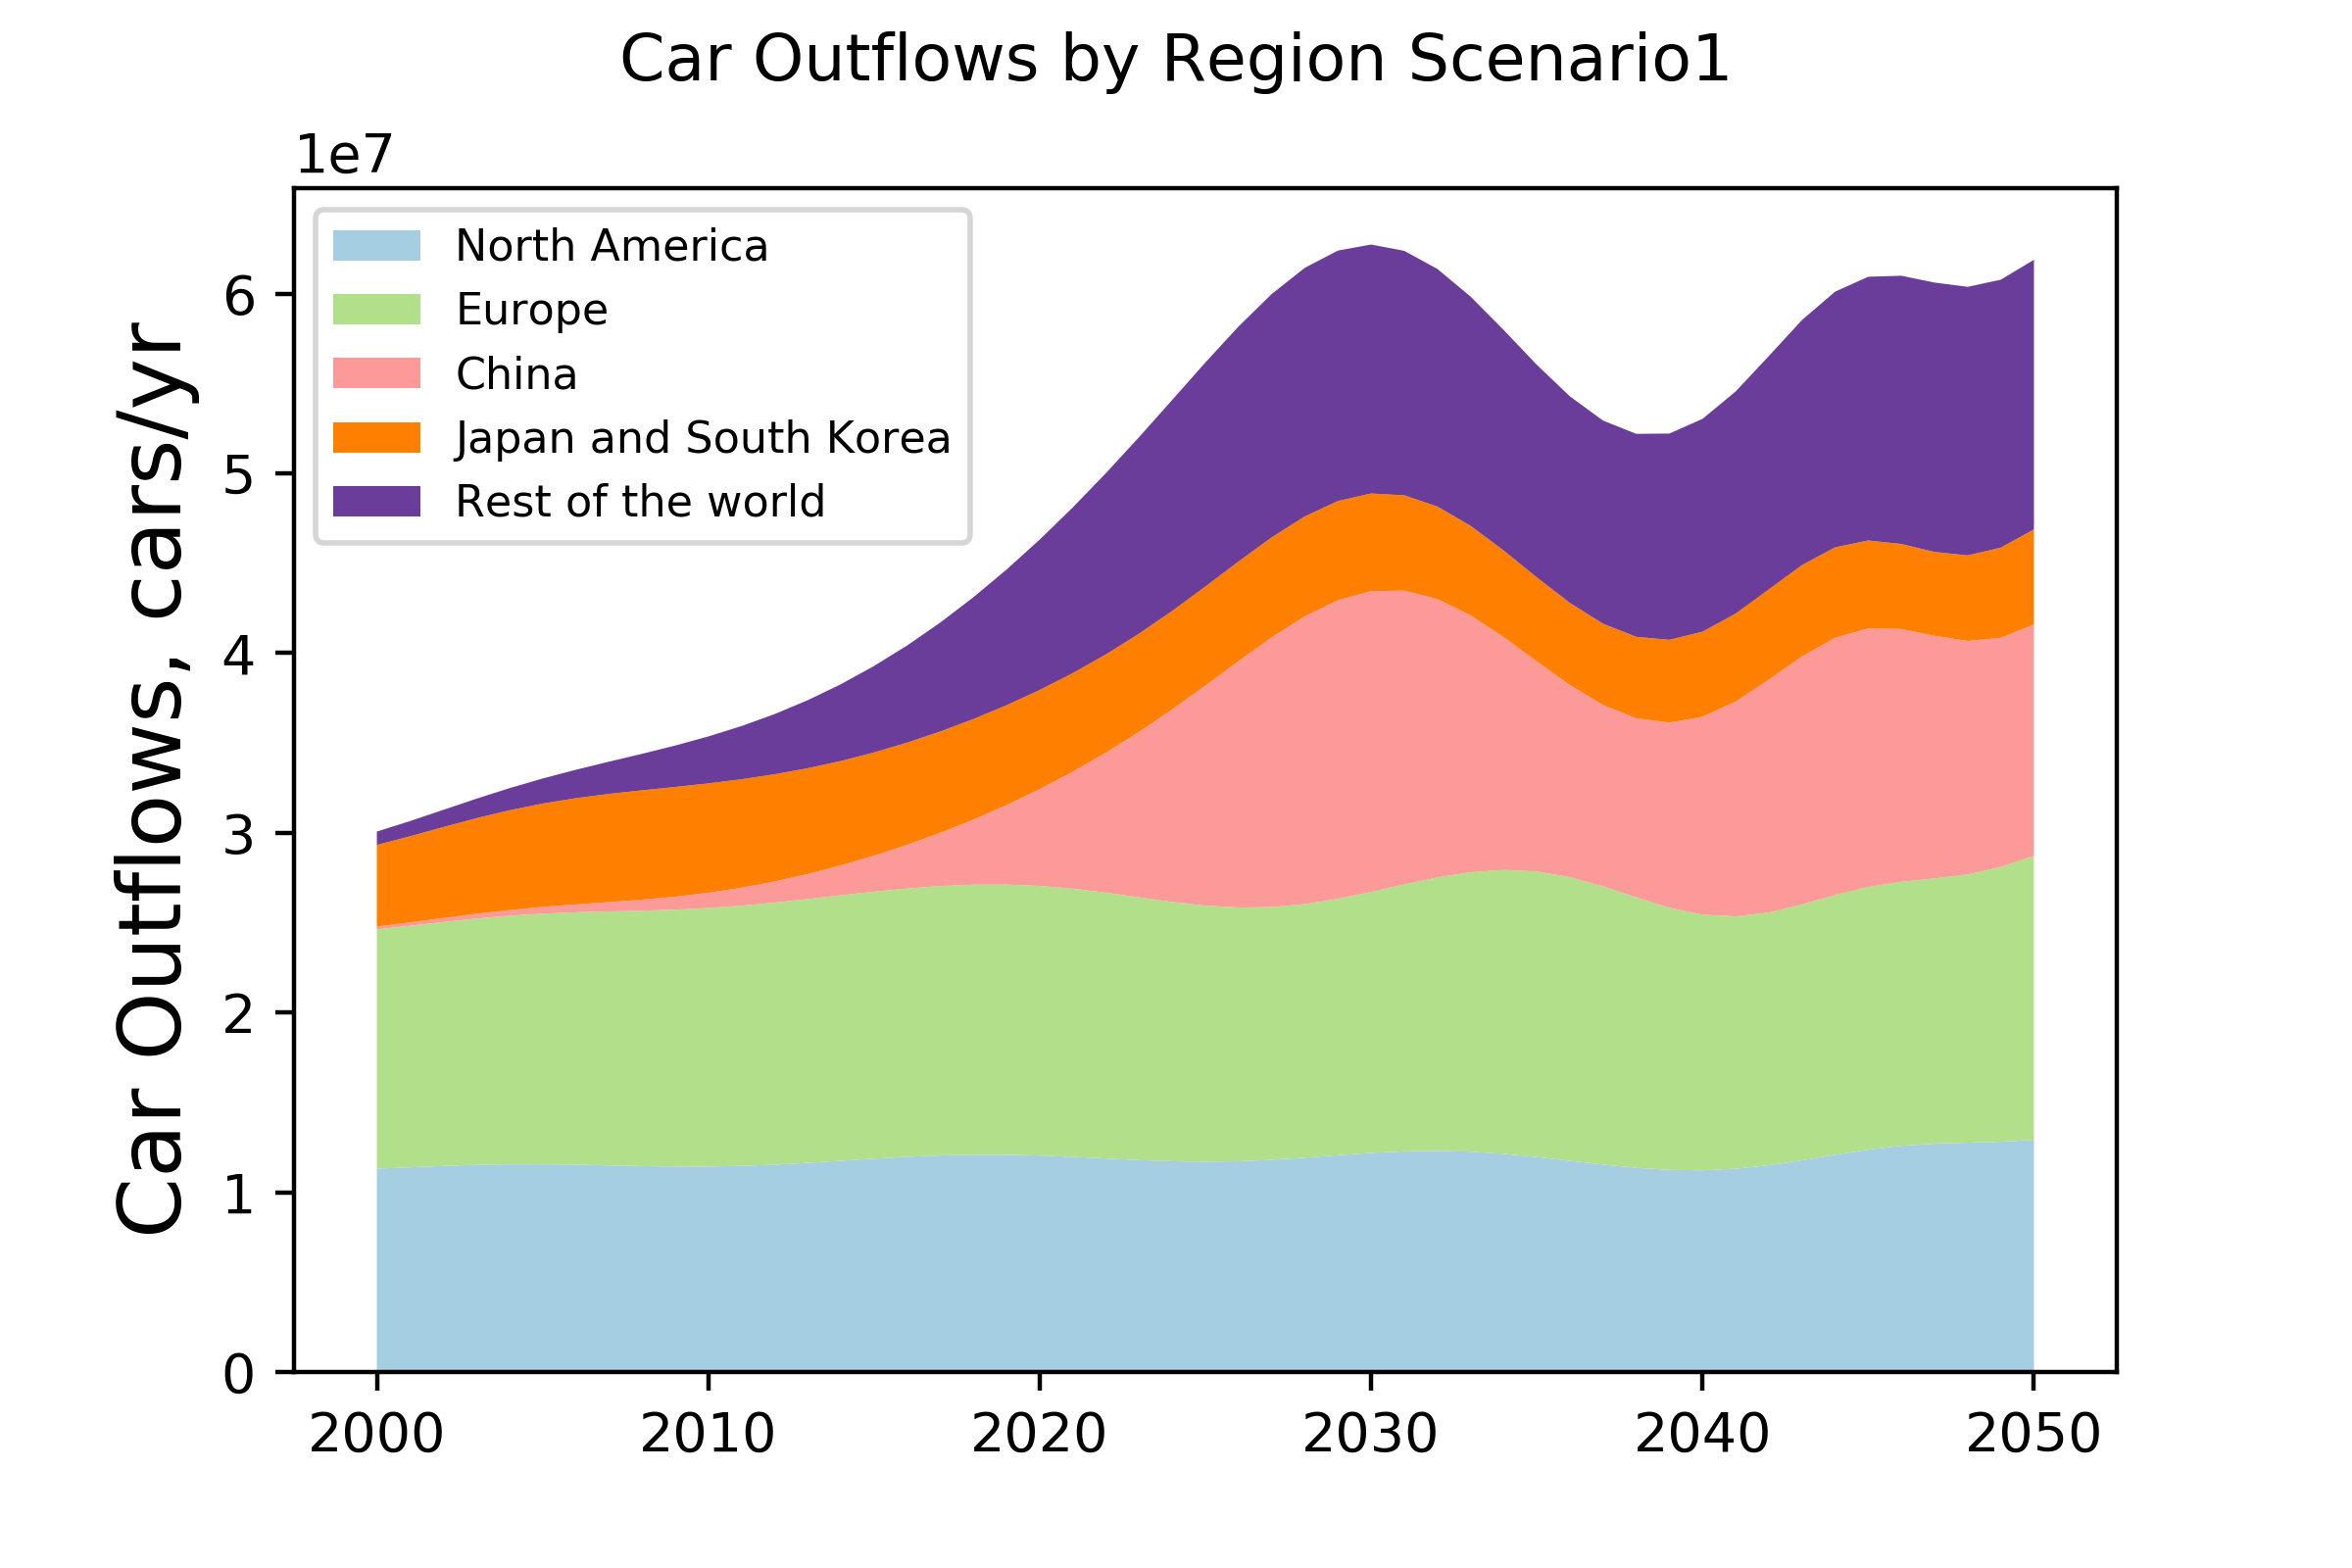 Car Outflows by Region Scenario1
1e7
North America
Europe
China
Japan and South Korea
Rest of the world
Car Outflows, cars/yr
6
5
4
3
2
1
0
2000 2010 2020 2030 2040 2050